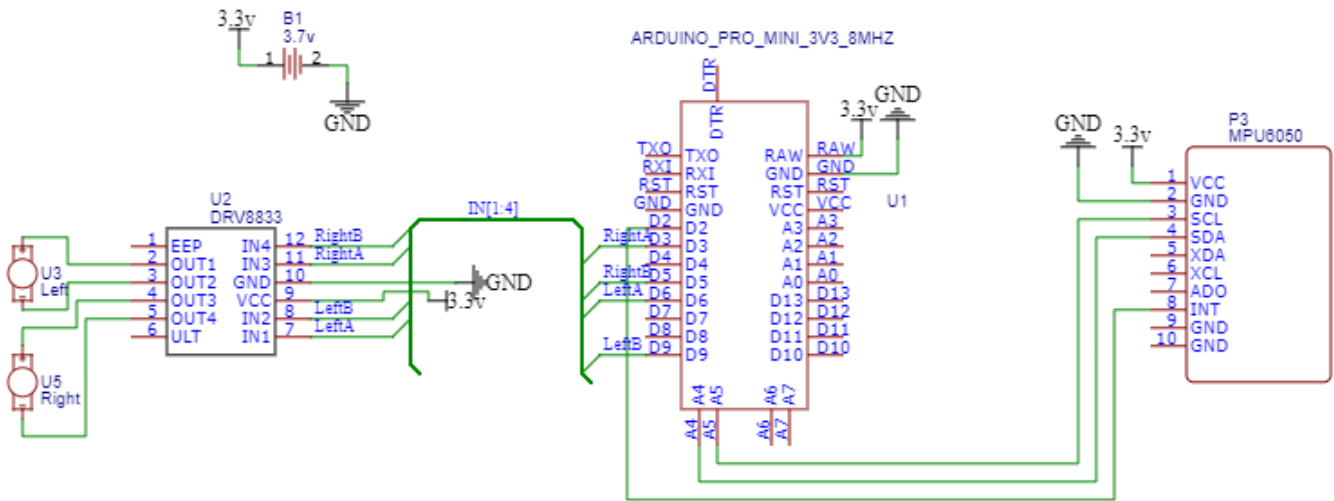 3.3v
B1
3.7v
1 2
GND
U2
DRV8833
1 EEP IN4 12 RightB
2 OUT1 IN3 11 RightA
3 OUT2 GND 10 GND
4 OUT3 VCC 9 3.3v
5 OUT4 IN2 8 LeftB
6 ULT IN1 7 LeftA
U3
Left
U5
Right
IN[1:4]
ARDUINO_PRO_MINI_3V3_8MHZ
DTR
DTR
3.3v
GND
U1
TXO TXO RAW RAW
RXI RXI GND GND
RST RST RST RST
GND GND VCC VCC
D2 D2 A3 A3
RightA D3 D3 A2 A2
D4 D4 A1 A1
RightB D5 D5 A0 A0
LeftA D6 D6 D13 D13
D7 D7 D12 D12
D8 D8 D11 D11
LeftB D9 D9 D10 D10
A4 A5 A6 A7
A4 A5 A6 A7
GND
3.3v
P3
MPU6050
1 VCC
2 GND
3 SCL
4 SDA
5 XDA
6 XCL
7 ADO
8 INT
9 GND
10 GND